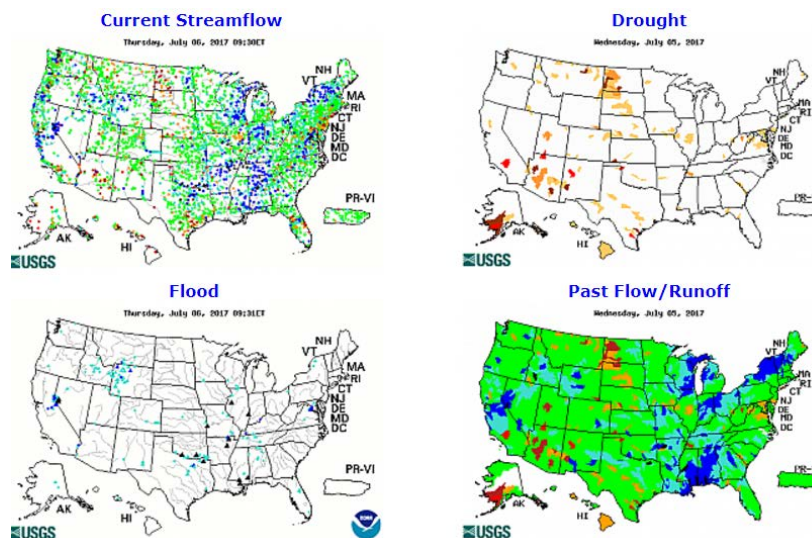 Current Streamflow
Thursday, July 06, 2017 09:30ET
NH
VT
MA
RI
CT
NJ
DE
MD
DC
PR-VI
AK
HI
USGS
Drought
Wednesday, July 05, 2017
NH
VT
MA
RI
CT
NJ
DE
MD
DC
PR-
AK
HI
USGS
Flood
Thursday, July 06, 2017 09:31ET
NH
VT
MA
RI
CT
NJ
DE
MD
DC
PR-VI
AK
HI
USGS
NOAA
Past Flow/Runoff
Wednesday, July 05, 2017
NH
VT
MA
RI
CT
NJ
DE
MD
DC
PR-
AK
HI
USGS